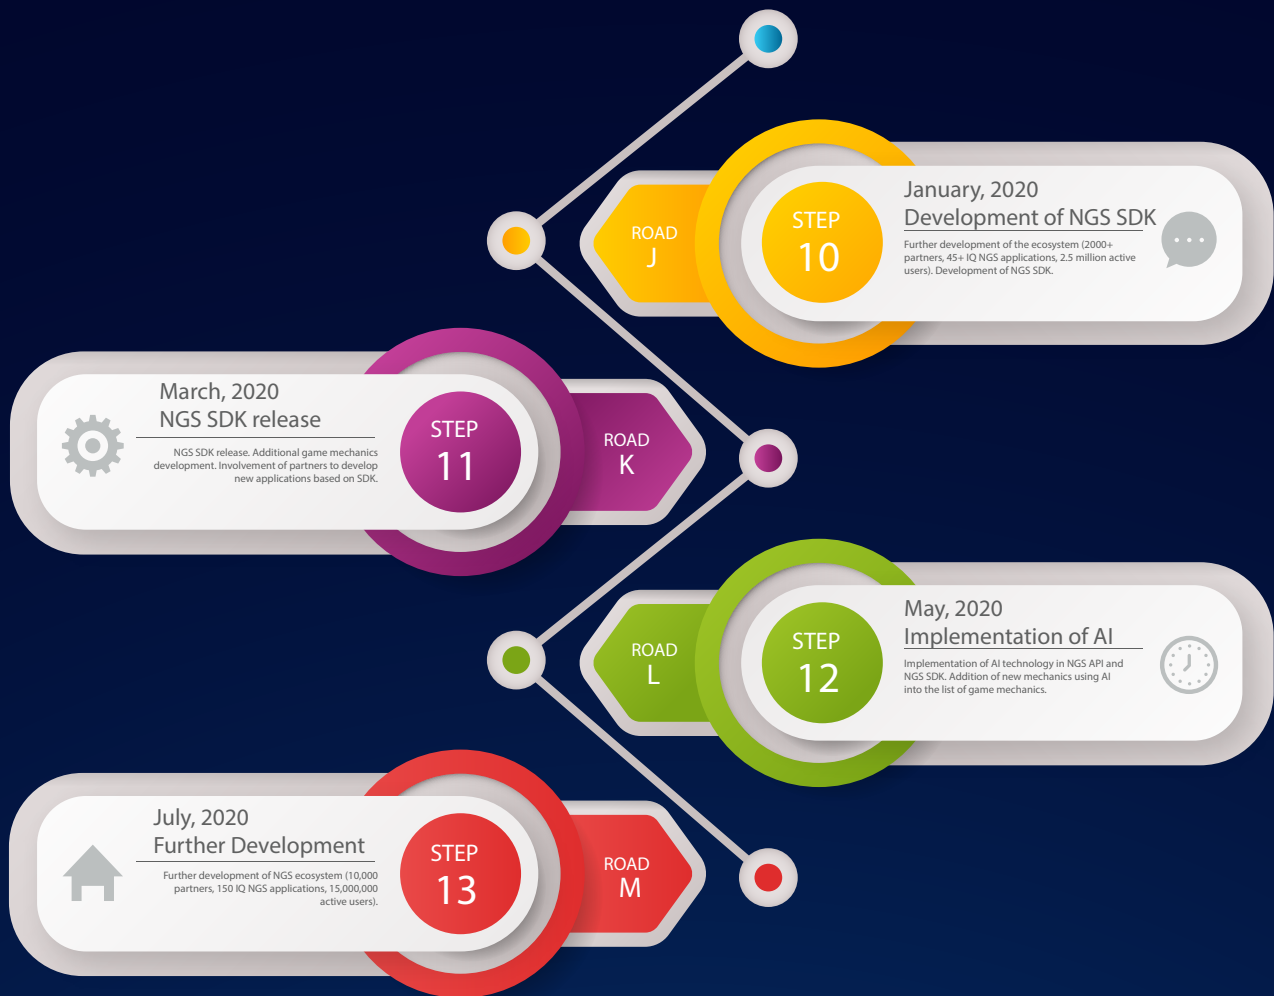 ROAD
J
STEP
10
January, 2020
Development of NGS SDK
Further development of the ecosystem (2000+
partners, 45+ IQ NGS applications, 2.5 million active
users). Development of NGS SDK.
March, 2020
NGS SDK release
NGS SDK release. Additional game mechanics
development. Involvement of partners to develop
new applications based on SDK.
STEP
11
ROAD
K
ROAD
L
STEP
12
May, 2020
Implementation of AI
Implementation of AI technology in NGS API and
NGS SDK. Addition of new mechanics using AI
into the list of game mechanics.
July, 2020
Further Development
Further development of NGS ecosystem (10,000
partners, 150 IQ NGS applications, 15,000,000
active users).
STEP
13
ROAD
M